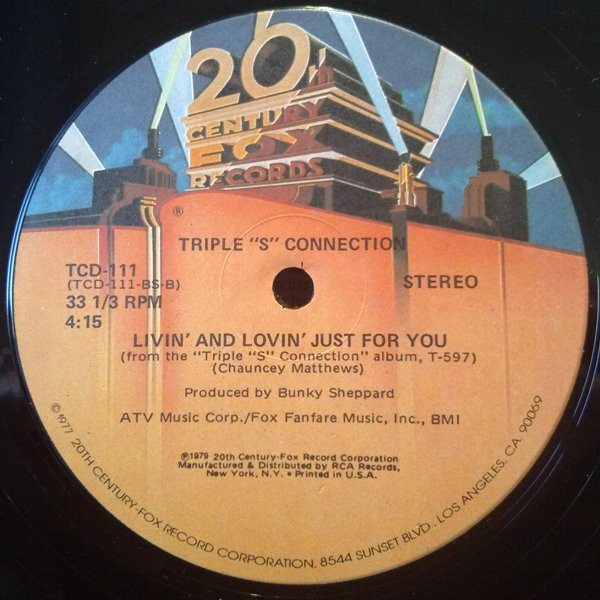 20th
CENTURY
FOX
RECORDS
®
TRIPLE "S" CONNECTION
TCD-111
(TCD-111-BS-B)
33 1/3 RPM
4:15
STEREO
LIVIN' AND LOVIN' JUST FOR YOU
(from the "Triple "S" Connection" album, T-597)
(Chauncey Matthews)
Produced by Bunky Sheppard
ATV Music Corp./Fox Fanfare Music, Inc., BMI
℗1979 20th Century-Fox Record Corporation
Manufactured & Distributed by RCA Records,
New York, N.Y. • Printed in U.S.A.
©1977 20TH CENTURY-FOX RECORD CORPORATION, 8544 SUNSET BLVD., LOS ANGELES, CA. 90069